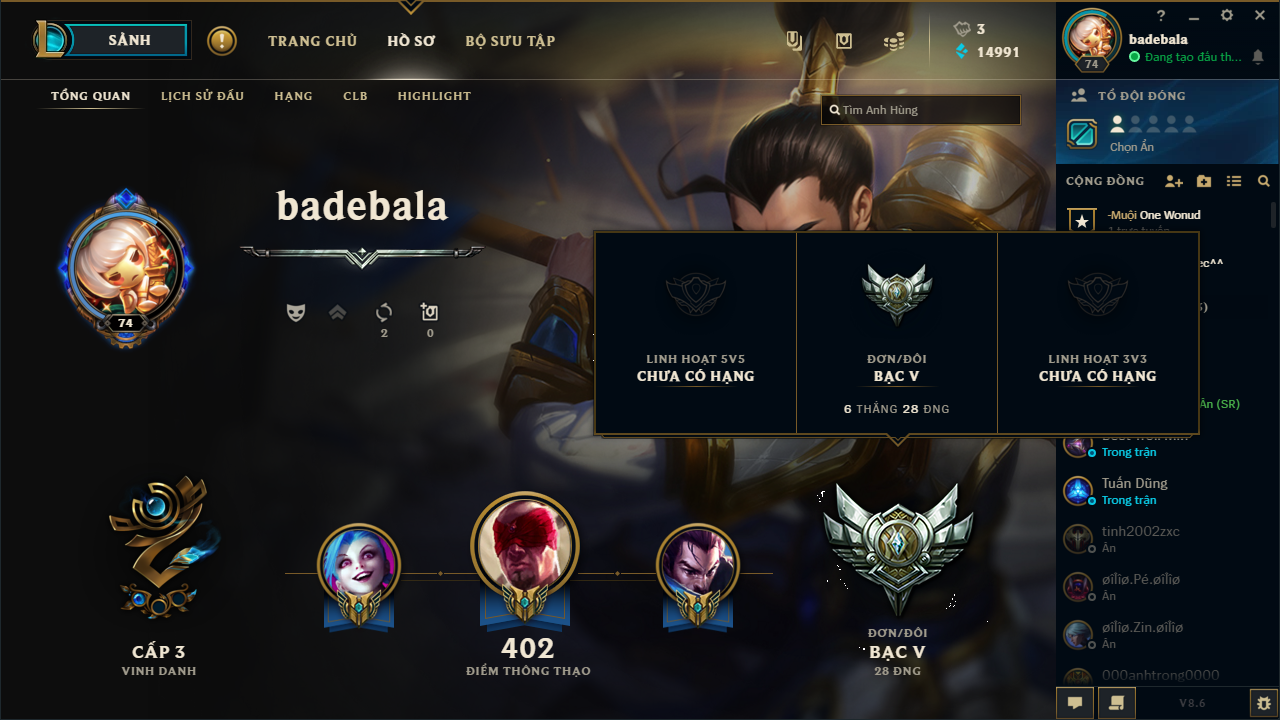 SẢNH
TRANG CHỦ
HỒ SƠ
BỘ SƯU TẬP
3
14991
?
badebala
74
Đang tạo đấu th...
TỔNG QUAN
LỊCH SỬ ĐẤU
HẠNG
CLB
HIGHLIGHT
Tìm Anh Hùng
TỔ ĐỘI ĐÓNG
Chọn Ẩn
CỘNG ĐỒNG
-Muội One Wonud
1 trực tuyến
badebala
74
2
0
LINH HOẠT 5V5
CHƯA CÓ HẠNG
ĐƠN/ĐÔI
BẠC V
6 THẮNG 28 ĐNG
LINH HOẠT 3V3
CHƯA CÓ HẠNG
ec^^
Ẩn (SR)
Trong trận
Tuấn Dũng
Trong trận
tinh2002zxc
Ẩn
øîlîø.Pé.øîlîø
Ẩn
øîlîø.Zin.øîlîø
Ẩn
000anhtrong0000
CẤP 3
VINH DANH
402
ĐIỂM THÔNG THẠO
ĐƠN/ĐÔI
BẠC V
28 ĐNG
V8.6